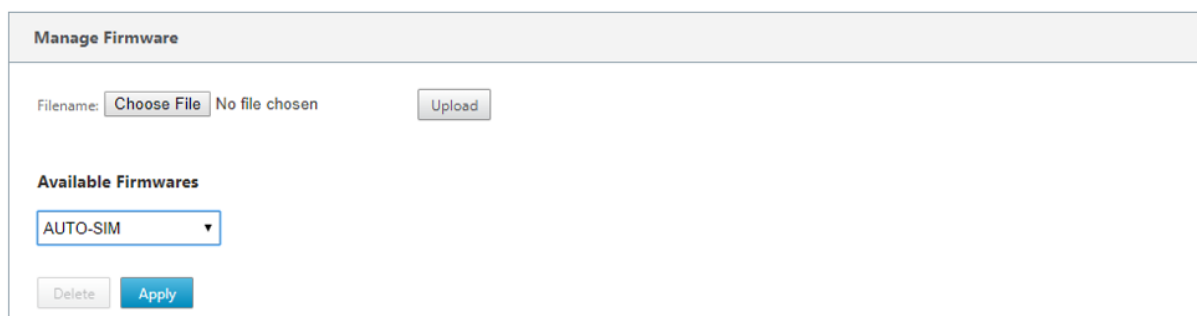 Manage Firmware
Filename: Choose File No file chosen Upload
Available Firmwares
AUTO-SIM
Delete Apply